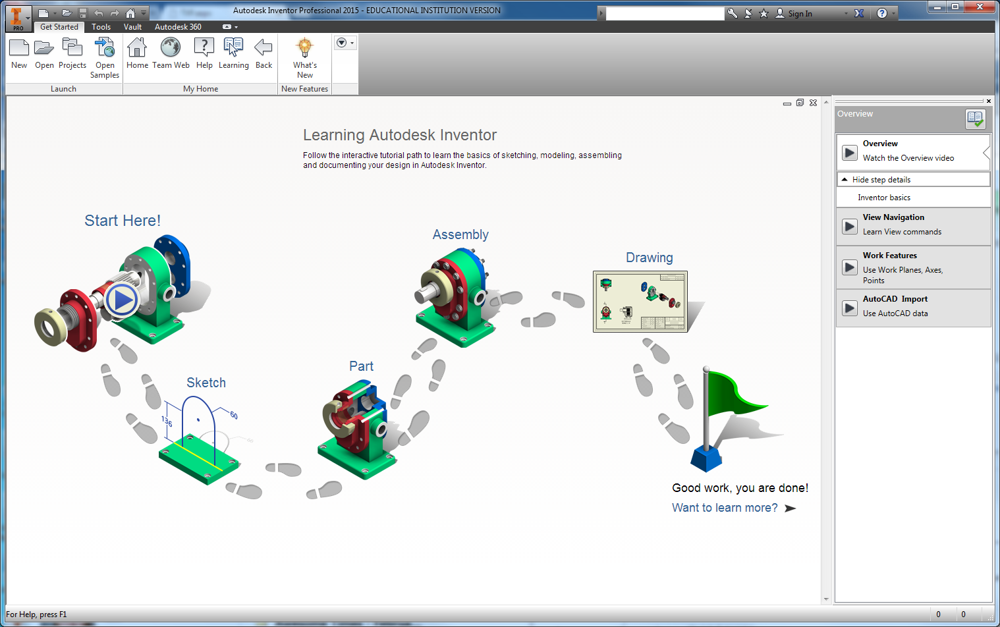 Autodesk Inventor Professional 2015 - EDUCATIONAL INSTITUTION VERSION
Sign In
PRO
Get Started
Tools
Vault
Autodesk 360
New
Open
Projects
Open
Samples
Home
Team Web
Help
Learning
Back
What's
New
Launch
My Home
New Features
Learning Autodesk Inventor
Follow the interactive tutorial path to learn the basics of sketching, modeling, assembling
and documenting your design in Autodesk Inventor.
Start Here!
Assembly
Drawing
Part
Sketch
136
60
Good work, you are done!
Want to learn more?
Overview
Overview
Watch the Overview video
Hide step details
Inventor basics
View Navigation
Learn View commands
Work Features
Use Work Planes, Axes,
Points
AutoCAD Import
Use AutoCAD data
For Help, press F1
0
0